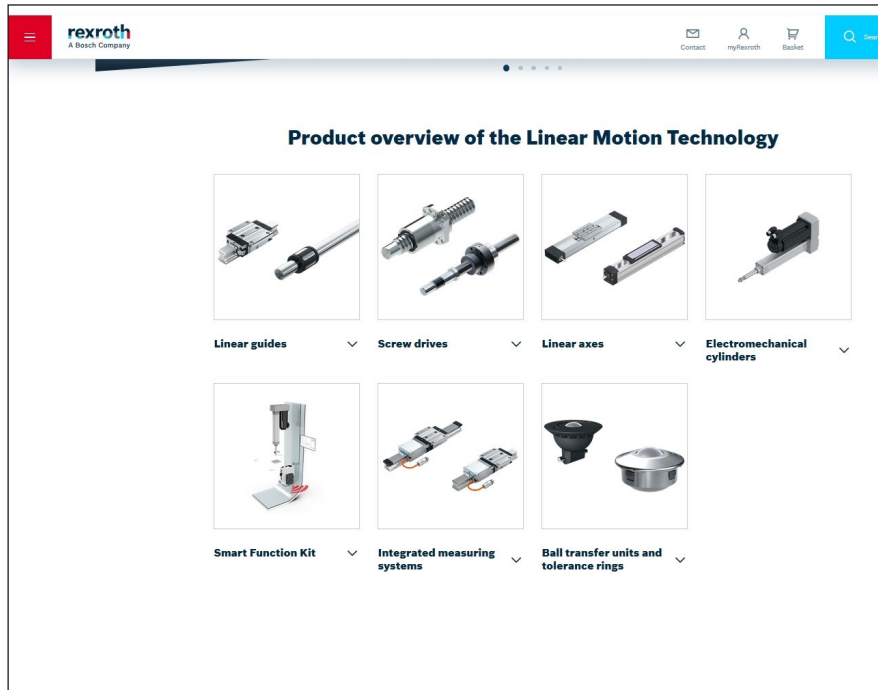 rexroth
A Bosch Company
Contact
myRexroth
Basket
Product overview of the Linear Motion Technology
Linear guides
Screw drives
Linear axes
Electromechanical
cylinders
Smart Function Kit
Integrated measuring
systems
Ball transfer units and
tolerance rings